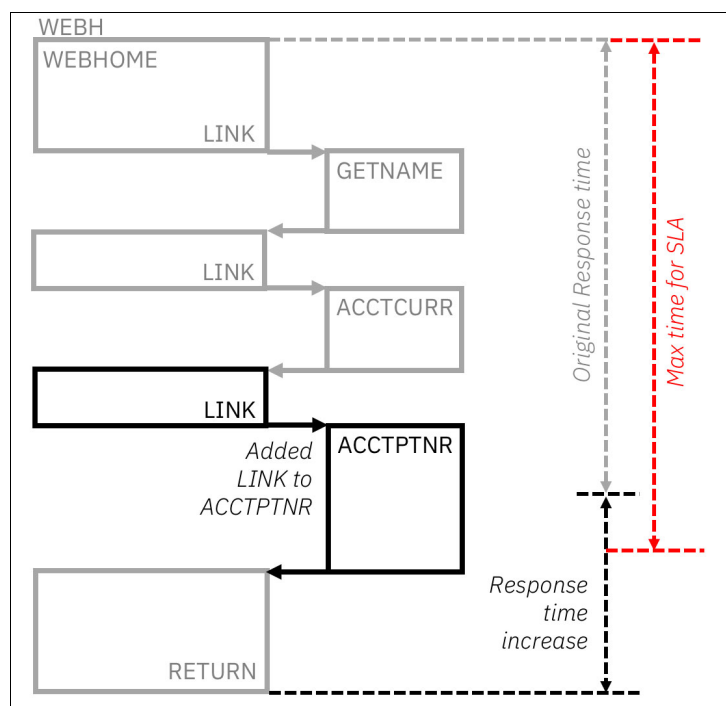 WEBH
WEBHOME
LINK
GETNAME
LINK
ACCTCURR
LINK
Added
LINK to
ACCTPTNR
ACCTPTNR
RETURN
Original Response time
Max time for SLA
Response
time
increase